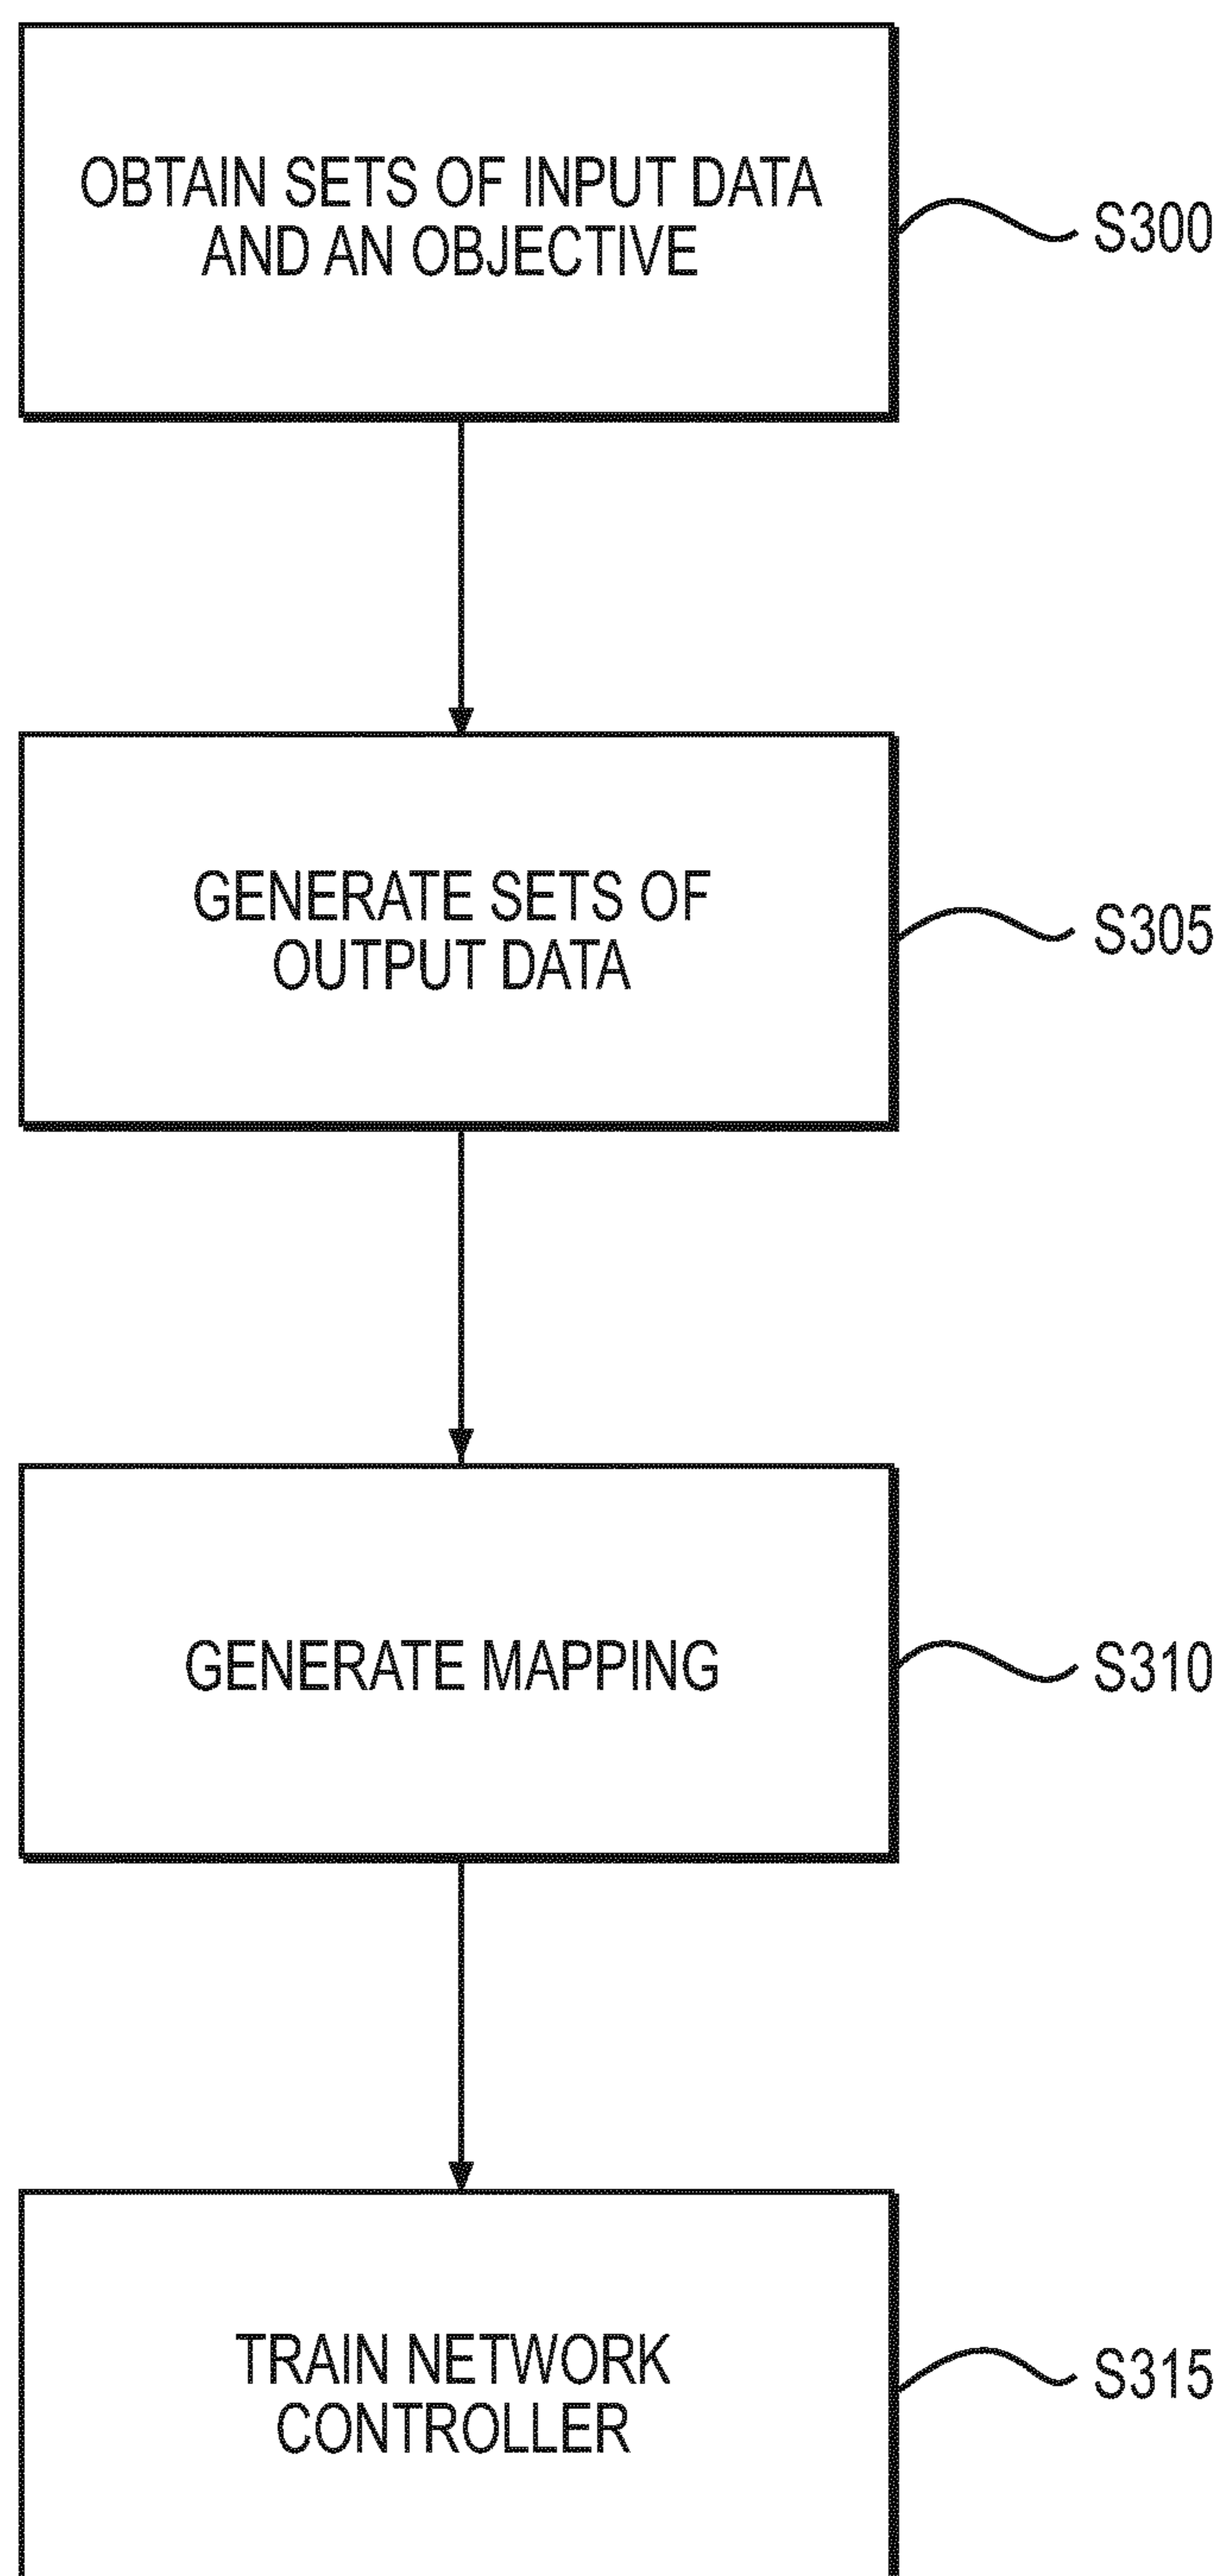 OBTAIN SETS OF INPUT DATA
AND AN OBJECTIVE
S300
GENERATE SETS OF
OUTPUT DATA
S305
GENERATE MAPPING
S310
TRAIN NETWORK
CONTROLLER
S315